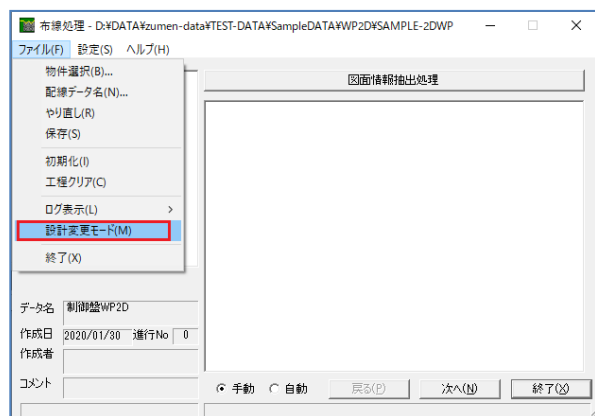 布線処理 - D:¥DATA¥zumen-data¥TEST-DATA¥SampleDATA¥WP2D¥SAMPLE-2DWP
ファイル(F) 設定(S) ヘルプ(H)
物件選択(B)...
配線データ名(N)...
やり直し(R)
保存(S)
初期化(I)
工程クリア(C)
ログ表示(L)
設計変更モード(M)
終了(X)
図面情報抽出処理
データ名 制御盤WP2D
作成日 2020/01/30 進行No 0
作成者
コメント
手動 自動 戻る(P) 次へ(N) 終了(X)